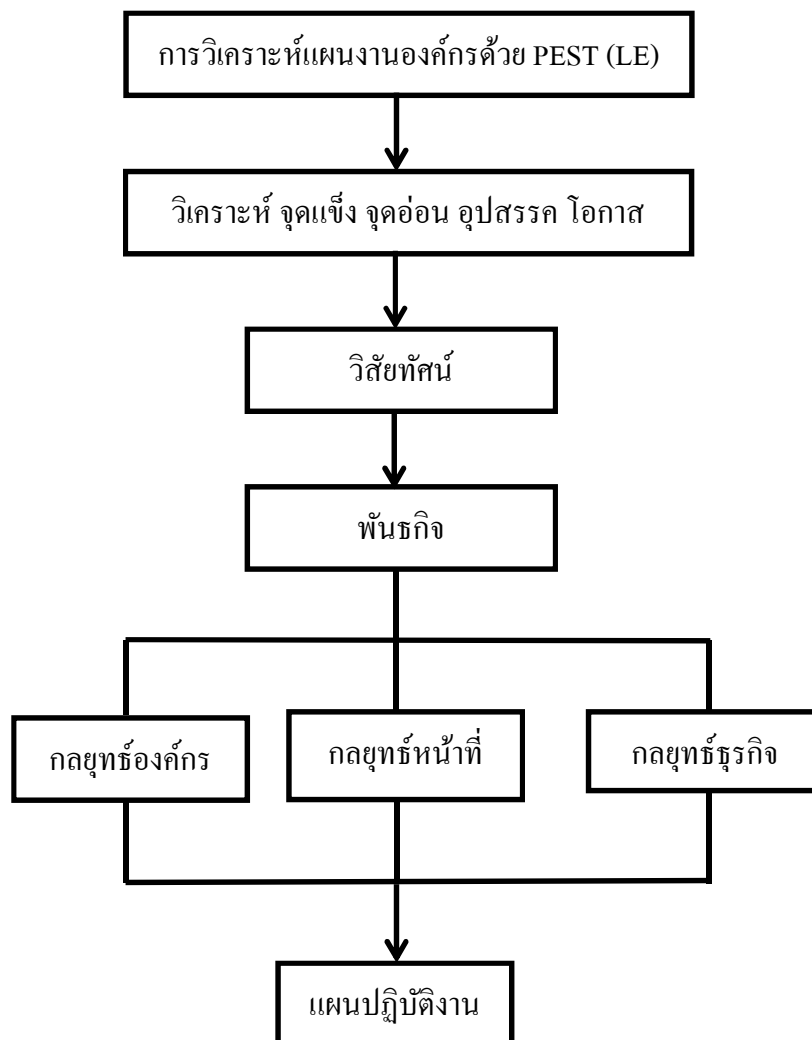 การวิเคราะห์แผนงานองค์กรด้วย PEST (LE)
วิเคราะห์ จุดแข็ง จุดอ่อน อุปสรรค โอกาส
วิสัยทัศน์
พันธกิจ
กลยุทธ์องค์กร
กลยุทธ์หน้าที่
กลยุทธ์ธุรกิจ
แผนปฏิบัติงาน